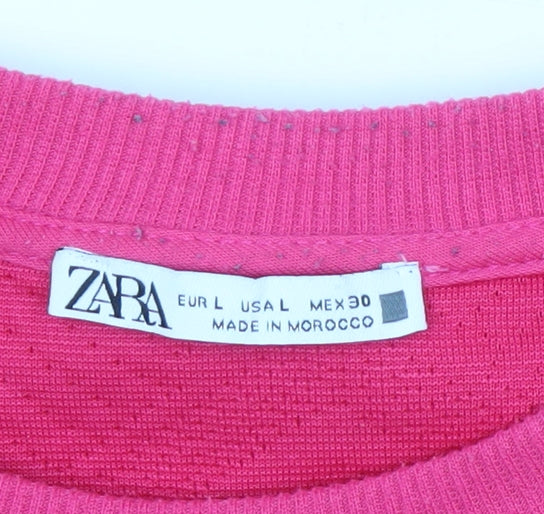 ZARA
EUR L USA L MEX 30
MADE IN MOROCCO